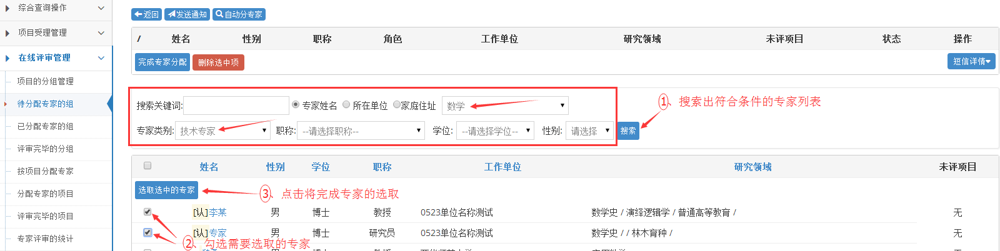 综合查询操作
项目受理管理
在线评审管理
项目的分组管理
待分配专家的组
已分配专家的组
评审完毕的分组
按项目分配专家
分配专家的项目
评审完毕的项目
专家评审的统计
返回 发送通知 自动分专家
/ 姓名 性别 职称 角色 工作单位 研究领域 未评项目 状态 操作
完成专家分配 删除选中项 短信详情
搜索关键词: 专家姓名 所在单位 家庭住址 数学
①、搜索出符合条件的专家列表
专家类别: 技术专家 职称: --请选择职称-- 学位: --请选择学位-- 性别: 请选择 搜索
姓名 性别 学位 职称 工作单位 研究领域 未评项目
选取选中的专家
③、点击将完成专家的选取
[认]李某 男 博士 教授 0523单位名称测试 数学史 / 演绎逻辑学 / 普通高等教育 / 无
[认]专家 男 博士 研究员 0523单位名称测试 数学史 / / 林木育种 / 无
②、勾选需要选取的专家